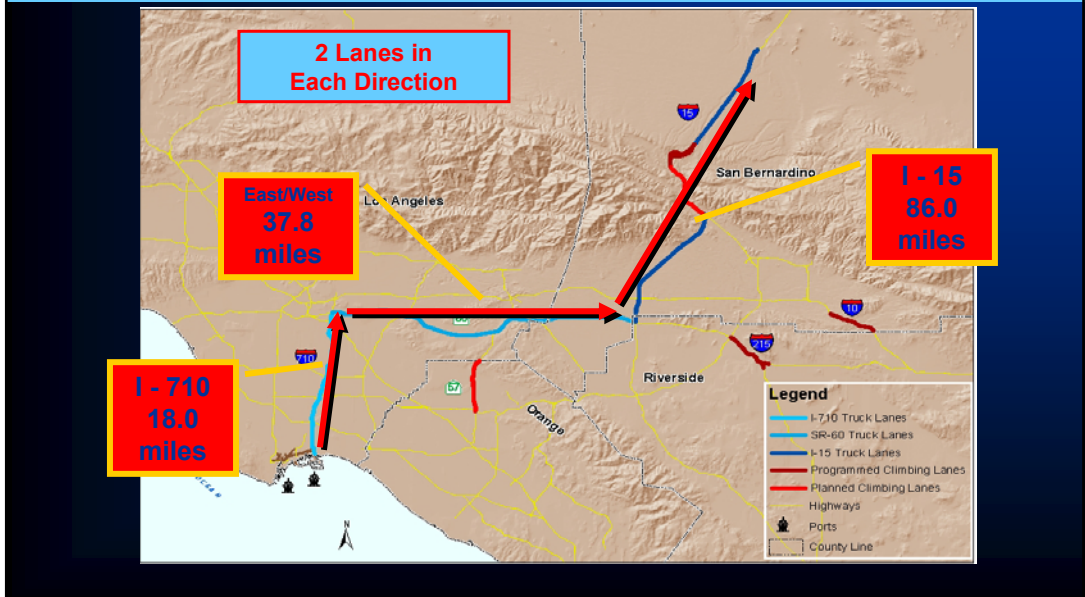 2 Lanes in
Each Direction
15
San Bernardino
I - 15
86.0
miles
East/West
37.8
miles
Los Angeles
60
10
710
215
57
Riverside
Orange
I - 710
18.0
miles
N
Legend
I-710 Truck Lanes
SR-60 Truck Lanes
I-15 Truck Lanes
Programmed Climbing Lanes
Planned Climbing Lanes
Highways
Ports
County Line